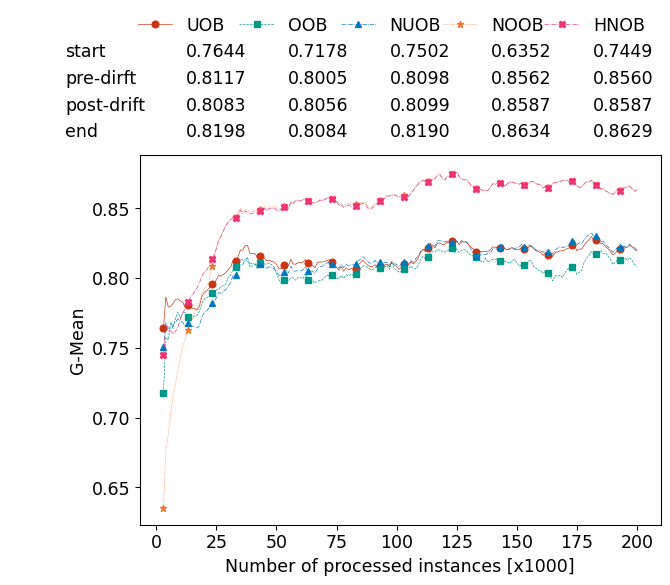 UOB OOB NUOB NOOB HNOB
start 0.7644 0.7178 0.7502 0.6352 0.7449
pre-dirft 0.8117 0.8005 0.8098 0.8562 0.8560
post-drift 0.8083 0.8056 0.8099 0.8587 0.8587
end 0.8198 0.8084 0.8190 0.8634 0.8629
0.85
0.80
0.75
0.70
0.65
G-Mean
0 25 50 75 100 125 150 175 200
Number of processed instances [x1000]